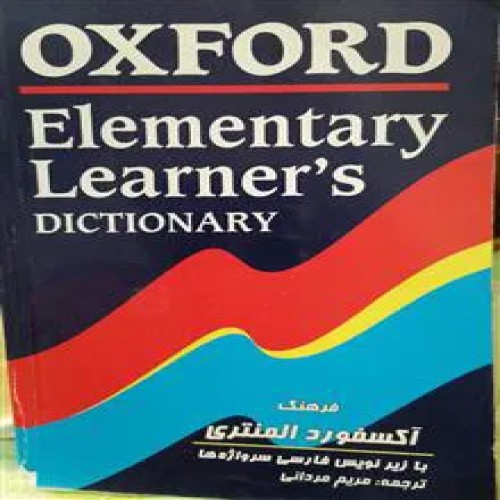 OXFORD
Elementary
Learner's
DICTIONARY
فرهنگ
آکسفورد المنتری
با زیر نویس فارسی سرواژه‌ها
ترجمه: مریم مردانی